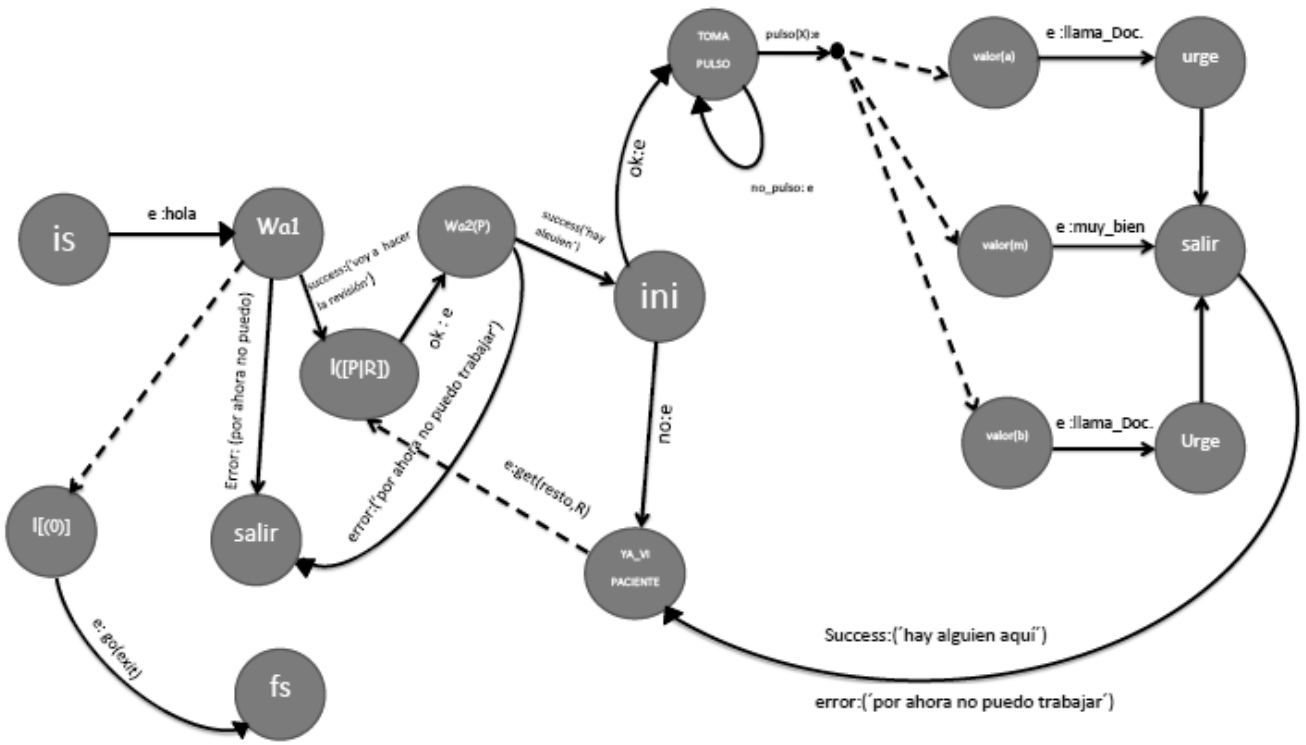 TOMA
PULSO
pulso(X):e
valor(a)
e :llama_Doc.
urge
ok:e
no_pulso: e
is
e :hola
Wa1
Wa2(P)
success('hay
alguien')
ini
valor(m)
e :muy_bien
salir
success:('voy a hacer
la revisión')
ok : e
l([P|R])
Error: (por ahora no puedo)
error:('por ahora no puedo trabajar')
no:e
valor(b)
e :llama_Doc.
Urge
e:get(resto,R)
l[(0)]
salir
YA_VI
PACIENTE
e: go(exit)
fs
Success:(´hay alguien aquí´)
error:(´por ahora no puedo trabajar´)